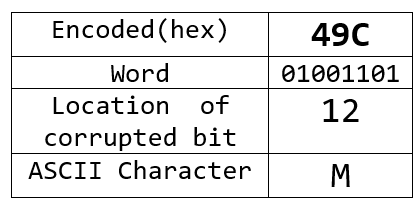 Encoded(hex) 49C
Word 01001101
Location of
corrupted bit 12
ASCII Character M